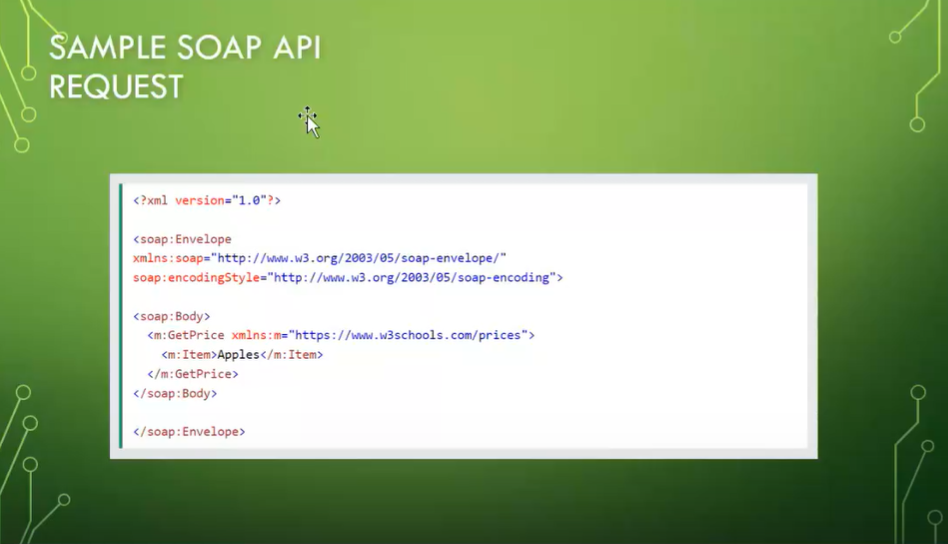 SAMPLE SOAP API
REQUEST
<?xml version="1.0"?>
<soap:Envelope
xmlns:soap="http://www.w3.org/2003/05/soap-envelope/"
soap:encodingStyle="http://www.w3.org/2003/05/soap-encoding">
<soap:Body>
<m:GetPrice xmlns:m="https://www.w3schools.com/prices">
<m:Item>Apples</m:Item>
</m:GetPrice>
</soap:Body>
</soap:Envelope>